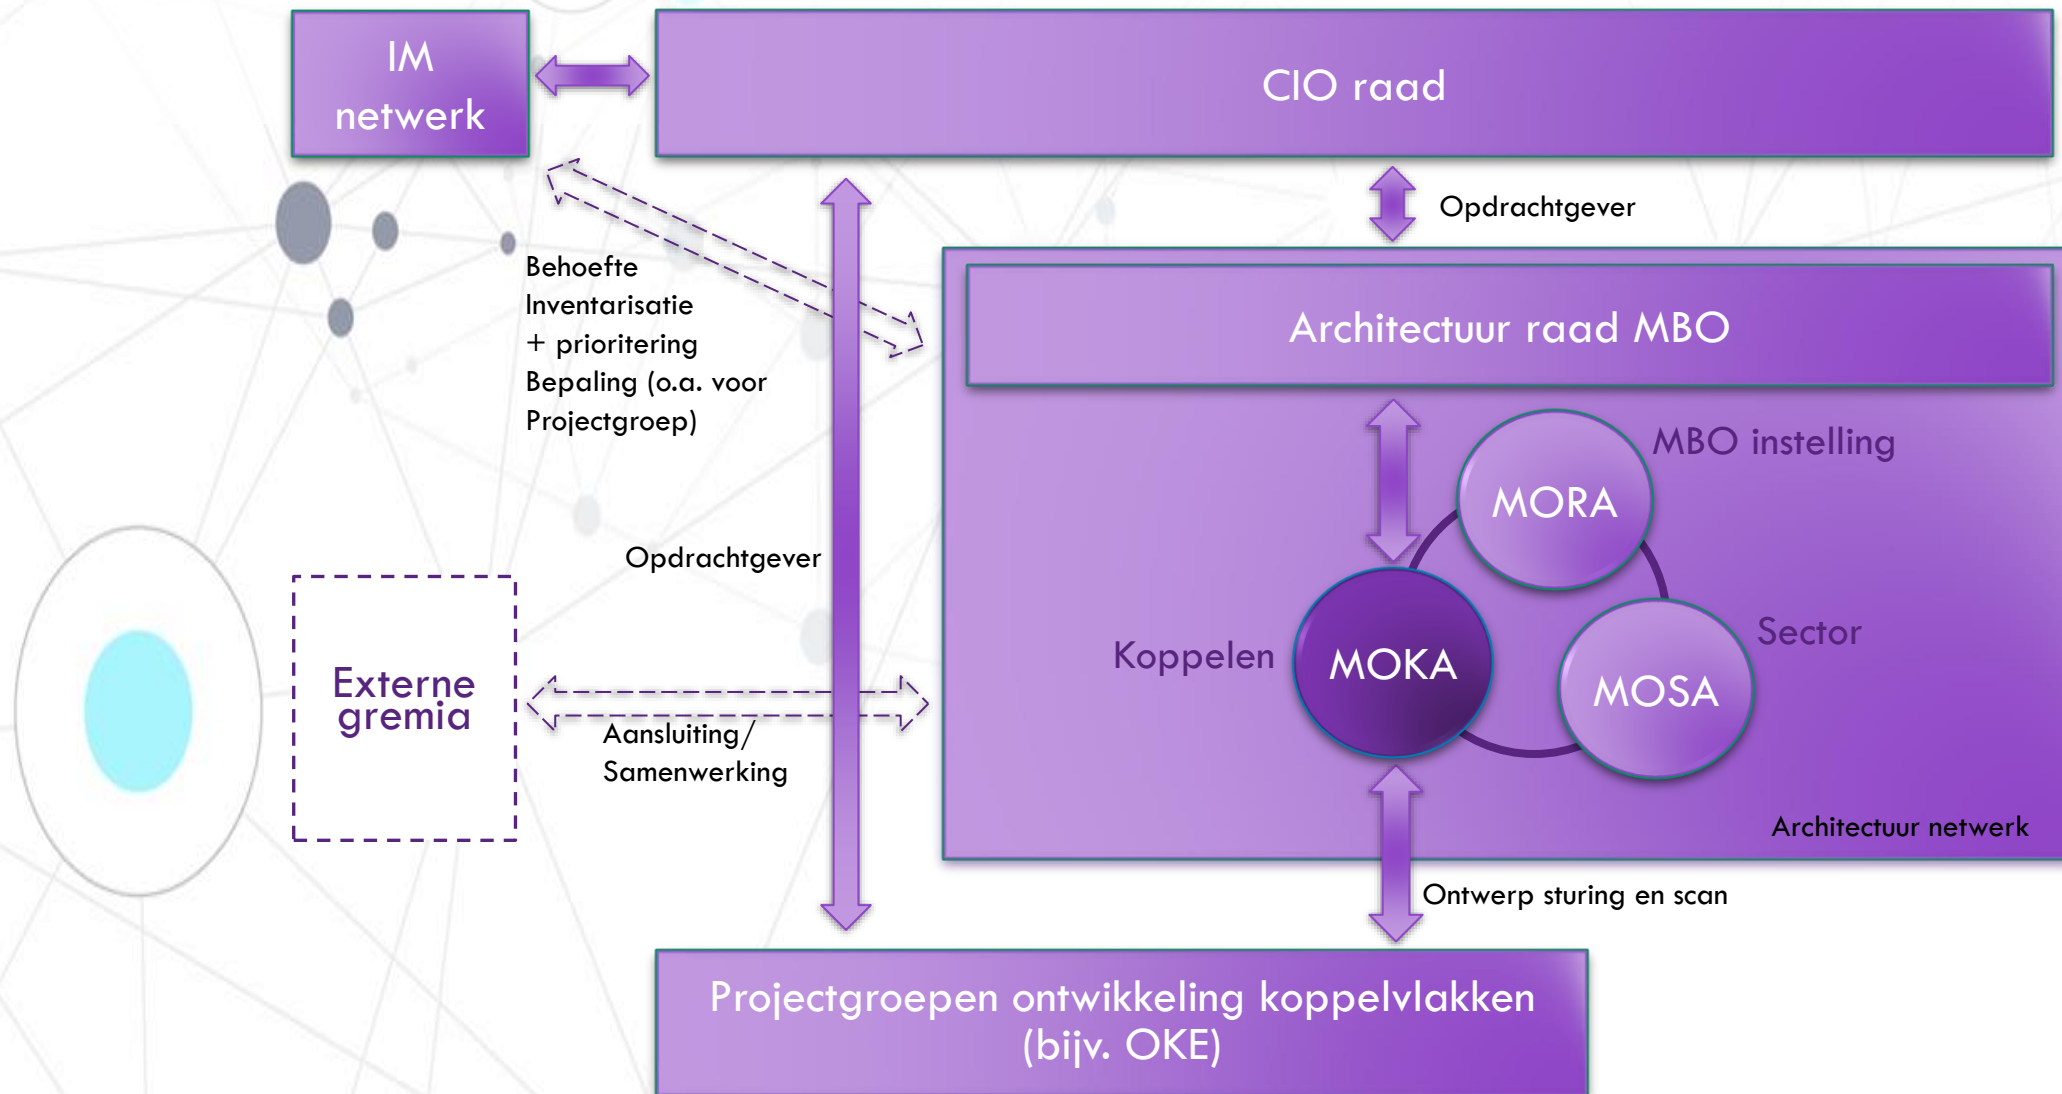 IM
netwerk
CIO raad
Opdrachtgever
Behoefte
Inventarisatie
+ prioritering
Bepaling (o.a. voor
Projectgroep)
Architectuur raad MBO
MBO instelling
MORA
Opdrachtgever
Koppelen
MOKA
Sector
MOSA
Externe
gremia
Aansluiting/
Samenwerking
Architectuur netwerk
Ontwerp sturing en scan
Projectgroepen ontwikkeling koppelvlakken
(bijv. OKE)